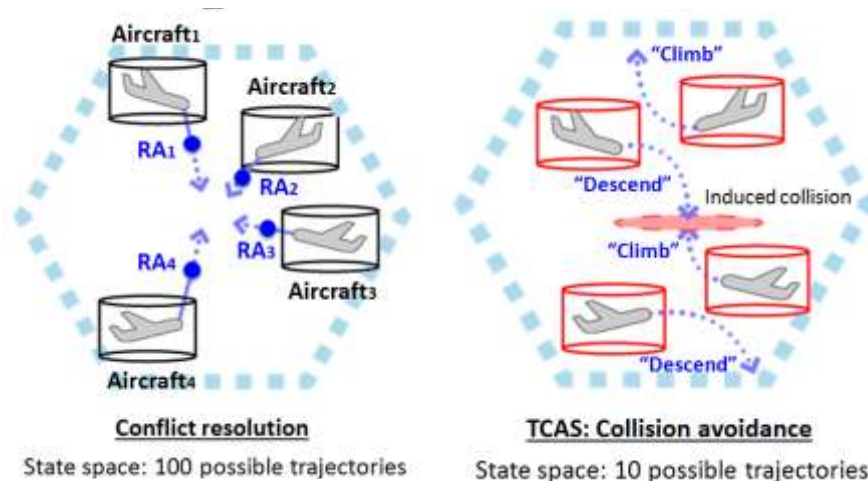 Aircraft1
Aircraft2
RA1
RA2
RA3
RA4
Aircraft3
Aircraft4
Conflict resolution
State space: 100 possible trajectories
“Climb”
“Descend”
Induced collision
“Climb”
“Descend”
TCAS: Collision avoidance
State space: 10 possible trajectories